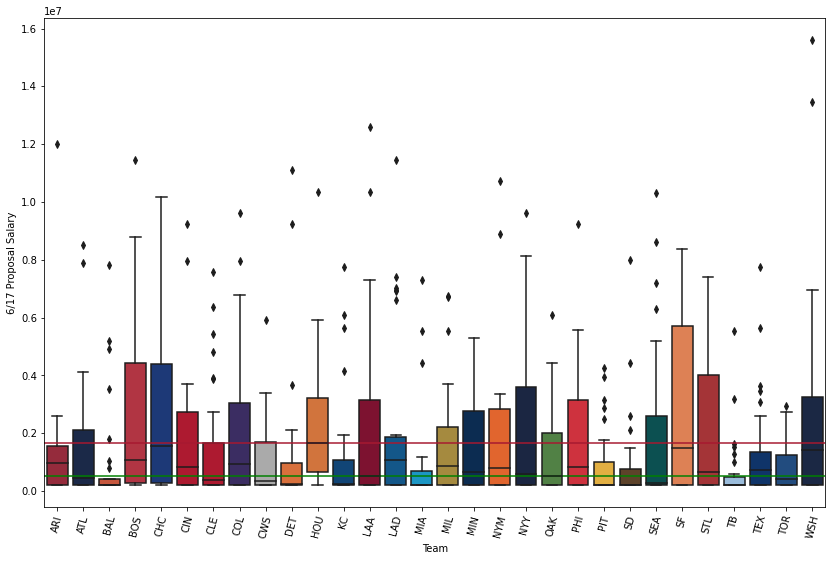 1e7
1.6
1.4
1.2
1.0
0.8
0.6
0.4
0.2
0.0
6/17 Proposal Salary
ARI ATL BAL BOS CHC CIN CLE COL CWS DET HOU KC LAA LAD MIA MIL MIN NYM NYY OAK PHI PIT SD SEA SF STL TB TEX TOR WSH
Team